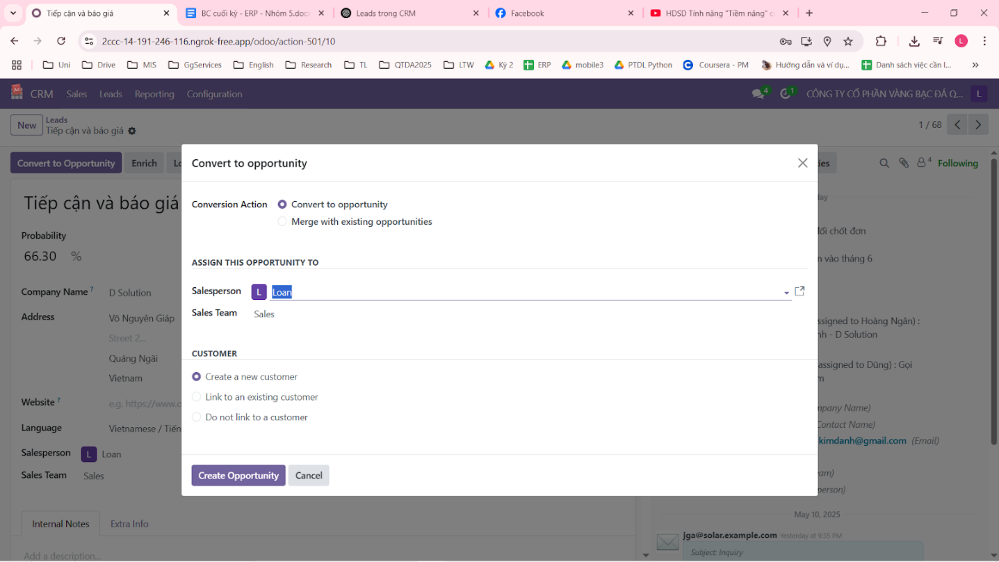 Tiếp cận và báo giá
BC cuối kỳ - ERP - Nhóm 5.docx
Leads trong CRM
Facebook
HDSD Tính năng "Tiềm năng" c
2ccc-14-191-246-116.ngrok-free.app/odoo/action-501/10
L
Uni
Drive
MIS
GgServices
English
Research
TL
QTDA2025
LTW
Kỳ 2
ERP
mobile3
PTDL Python
Coursera - PM
Hướng dẫn và ví dụ...
Danh sách việc cần l...
CRM Sales Leads Reporting Configuration
4
1
CÔNG TY CỔ PHẦN VÀNG BẠC ĐÁ Q...
L
New
Leads
Tiếp cận và báo giá
1 / 68
Convert to Opportunity
Enrich
Lo
ies
4
Following
Tiếp cận và báo giá
Probability
66.30 %
Company Name ?
D Solution
Address
Võ Nguyên Giáp
Street 2...
Quảng Ngãi
Vietnam
Website ?
e.g. https://www.o
Language
Vietnamese / Tiến
Salesperson
L Loan
Sales Team
Sales
Internal Notes
Extra Info
Add a description...
Convert to opportunity
Conversion Action
Convert to opportunity
Merge with existing opportunities
ASSIGN THIS OPPORTUNITY TO
Salesperson
L Loan
Sales Team
Sales
CUSTOMER
Create a new customer
Link to an existing customer
Do not link to a customer
Create Opportunity
Cancel
day
đổi chốt đơn
n vào tháng 6
ssigned to Hoàng Ngân) :
nh - D Solution
assigned to Dũng) : Gọi
m
mpany Name)
Contact Name)
kimdanh@gmail.com (Email)
am)
person)
May 10, 2025
jga@solar.example.com Yesterday at 9:35 PM
Subject: Inquiry